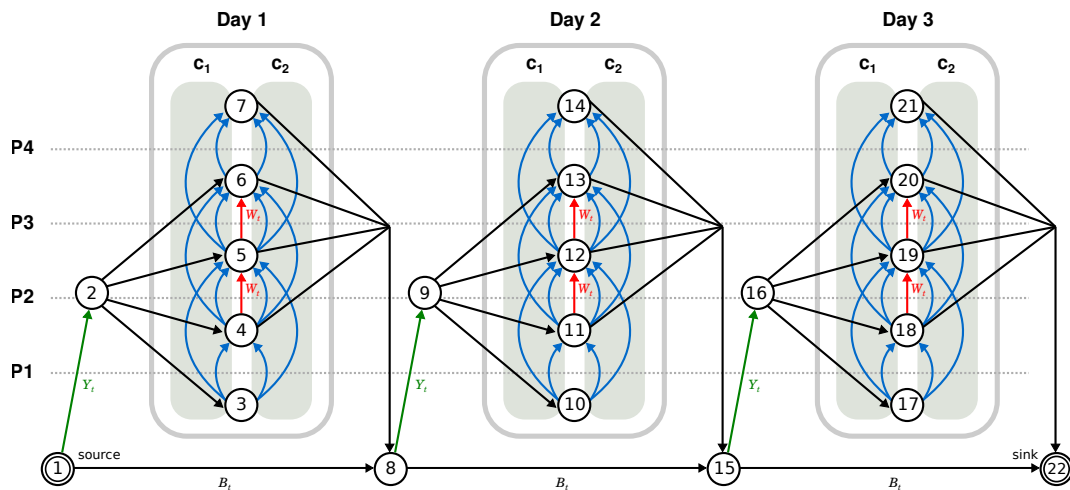 Day 1 Day 2 Day 3
c1 c2 c1 c2 c1 c2
7 14 21
P4
6 13 20
P3 Wt Wt Wt
5 12 19
2 9 16
P2 Wt Wt Wt
4 11 18
P1
Yt Yt Yt
3 10 17
source sink
1 8 15 22
Bt Bt Bt